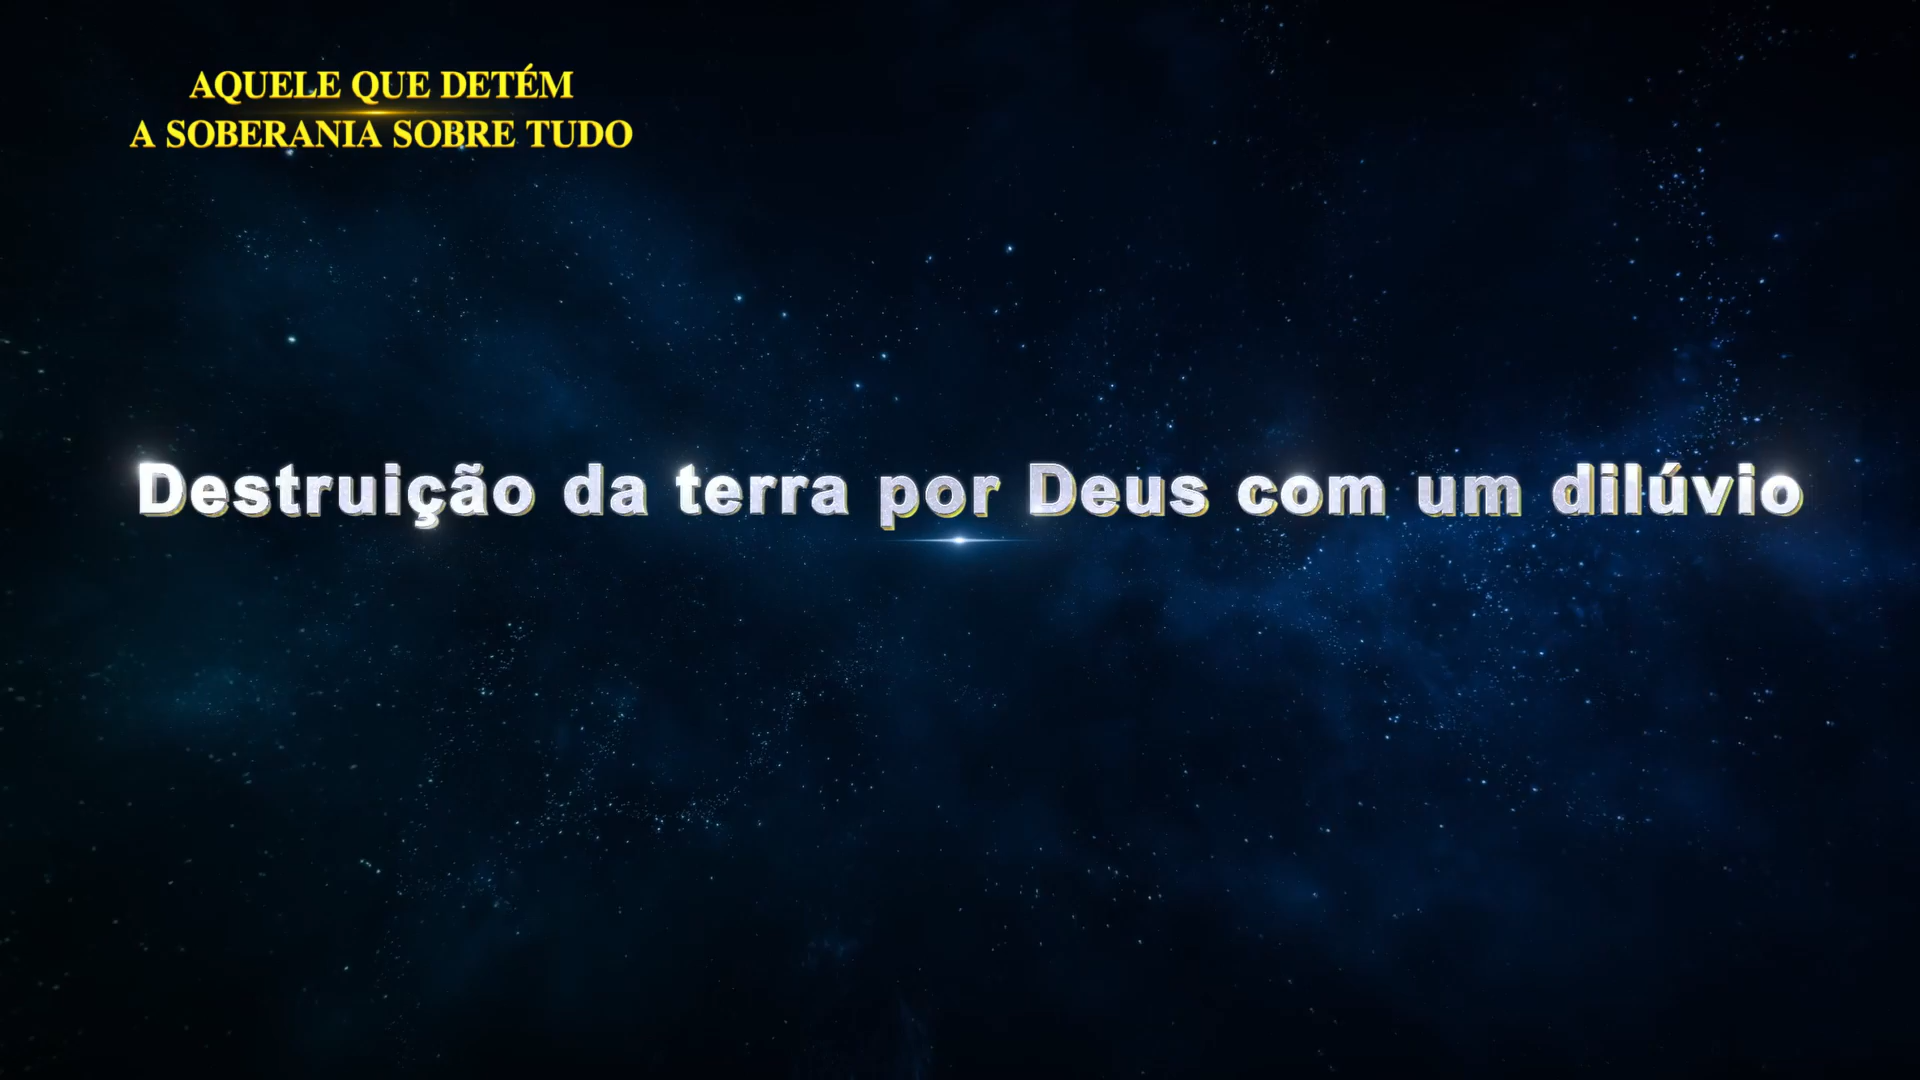 AQUELE QUE DETÉM
A SOBERANIA SOBRE TUDO
Destruição da terra por Deus com um dilúvio